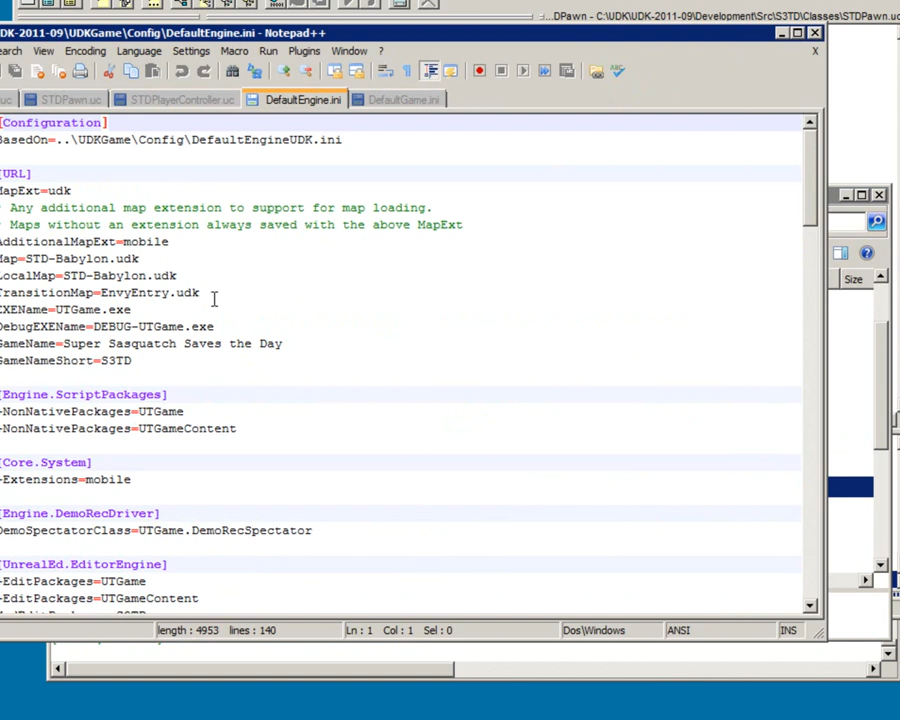 ...DPawn - C:\UDK\UDK-2011-09\Development\Src\S3TD\Classes\STDPawn.uc
DK-2011-09\UDKGame\Config\DefaultEngine.ini - Notepad++
earch View Encoding Language Settings Macro Run Plugins Window ? X
uc STDPawn.uc STDPlayerController.uc DefaultEngine.ini DefaultGame.ini
[Configuration]
BasedOn=..\UDKGame\Config\DefaultEngineUDK.ini
[URL]
MapExt=udk
Any additional map extension to support for map loading.
Maps without an extension always saved with the above MapExt
AdditionalMapExt=mobile
Map=STD-Babylon.udk
LocalMap=STD-Babylon.udk
TransitionMap=EnvyEntry.udk
EXEName=UTGame.exe
DebugEXEName=DEBUG-UTGame.exe
GameName=Super Sasquatch Saves the Day
GameNameShort=S3TD
[Engine.ScriptPackages]
+NonNativePackages=UTGame
+NonNativePackages=UTGameContent
[Core.System]
+Extensions=mobile
[Engine.DemoRecDriver]
DemoSpectatorClass=UTGame.DemoRecSpectator
[UnrealEd.EditorEngine]
+EditPackages=UTGame
+EditPackages=UTGameContent
Size
length : 4953 lines : 140 Ln : 1 Col : 1 Sel : 0 Dos\Windows ANSI INS